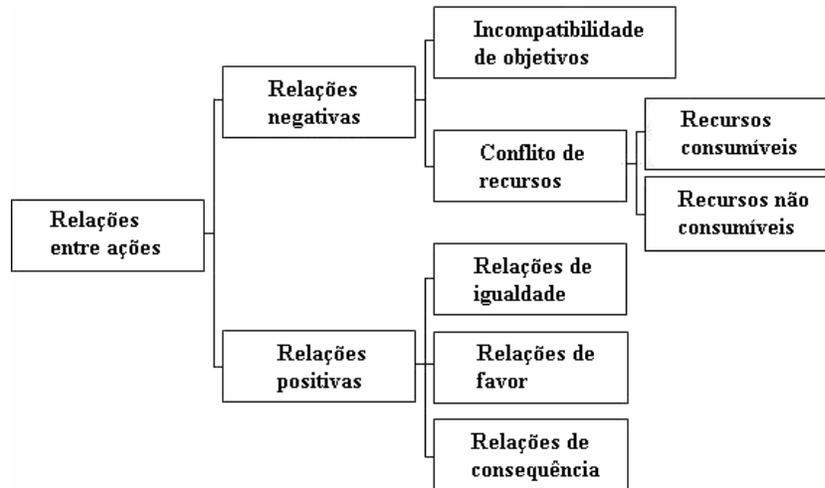 Relações
entre ações
Relações
negativas
Incompatibilidade
de objetivos
Conflito de
recursos
Recursos
consumíveis
Recursos não
consumíveis
Relações
positivas
Relações de
igualdade
Relações de
favor
Relações de
consequência